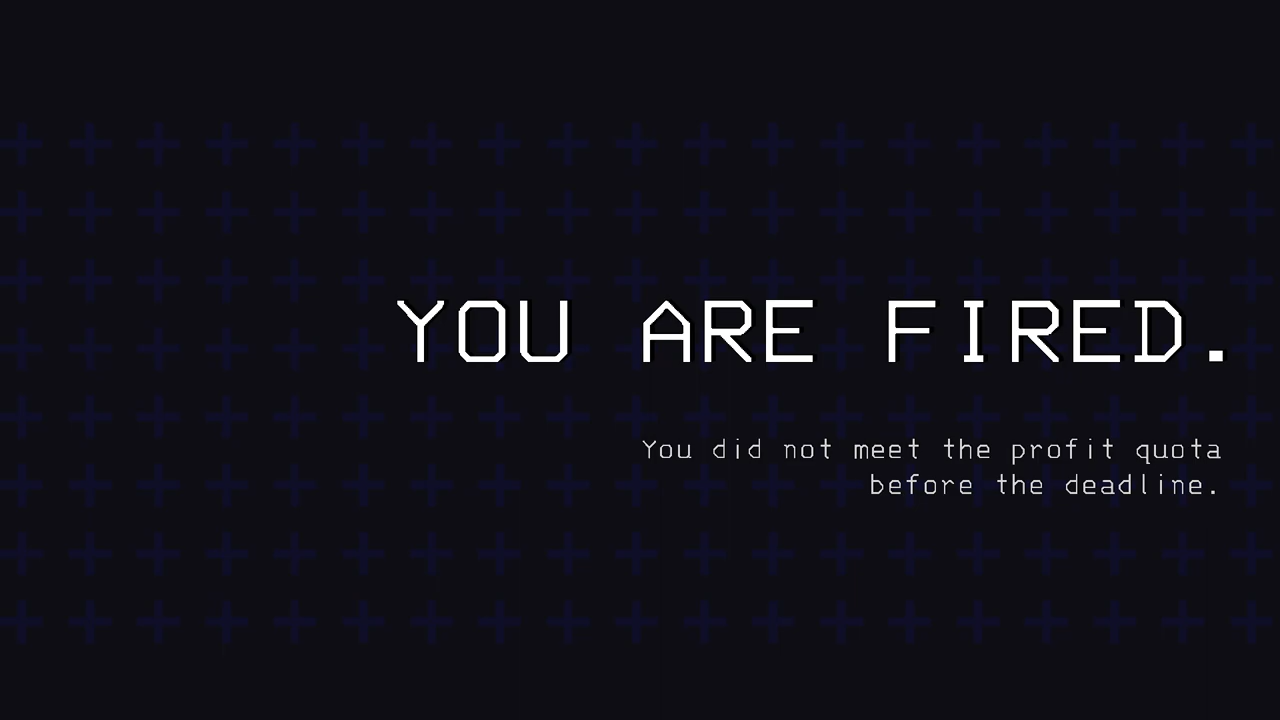 YOU ARE FIRED.
You did not meet the profit quota
before the deadline.